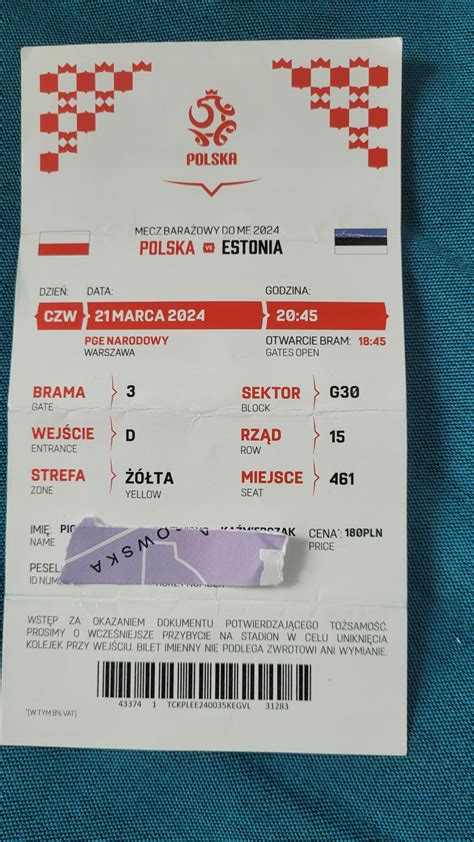 POLSKA
MECZ BARAŻOWY DO ME 2024
POLSKA VS ESTONIA
DZIEŃ: DATA: GODZINA:
CZW 21 MARCA 2024 20:45
PGE NARODOWY OTWARCIE BRAM: 18:45
WARSZAWA GATES OPEN
BRAMA 3 SEKTOR G30
GATE BLOCK
WEJŚCIE D RZĄD 15
ENTRANCE ROW
STREFA ŻÓŁTA MIEJSCE 461
ZONE YELLOW SEAT
IMIĘ: KAŹMIERCZAK CENA: 180PLN
NAME PRICE
OWSKA
PESEL
ID NUM
WSTĘP ZA OKAZANIEM DOKUMENTU POTWIERDZAJĄCEGO TOŻSAMOŚĆ.
PROSIMY O WCZEŚNIEJSZE PRZYBYCIE NA STADION W CELU UNIKNIĘCIA
KOLEJEK PRZY WEJŚCIU. BILET IMIENNY NIE PODLEGA ZWROTOWI ANI WYMIANIE.
43374 1 TCKPLEE240035KEGVL 31283
*(W TYM 8% VAT)